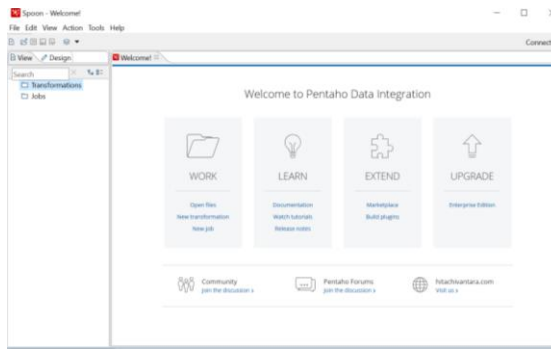 Spoon - Welcome!
File Edit View Action Tools Help
Connect
View Design
Welcome!
Search
Transformations
Jobs
Welcome to Pentaho Data Integration
WORK
Open files
New transformation
New job
LEARN
Documentation
Watch tutorials
Release notes
EXTEND
Marketplace
Build plugins
UPGRADE
Enterprise Edition
Community
Join the discussion »
Pentaho Forums
Join the discussion »
hitachivantara.com
Visit us »